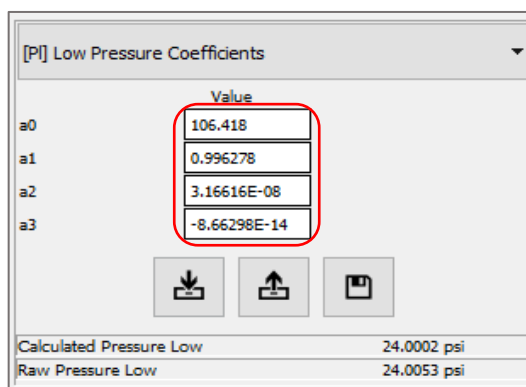 [Pl] Low Pressure Coefficients
Value
a0 106.418
a1 0.996278
a2 3.16616E-08
a3 -8.66298E-14
Calculated Pressure Low 24.0002 psi
Raw Pressure Low 24.0053 psi